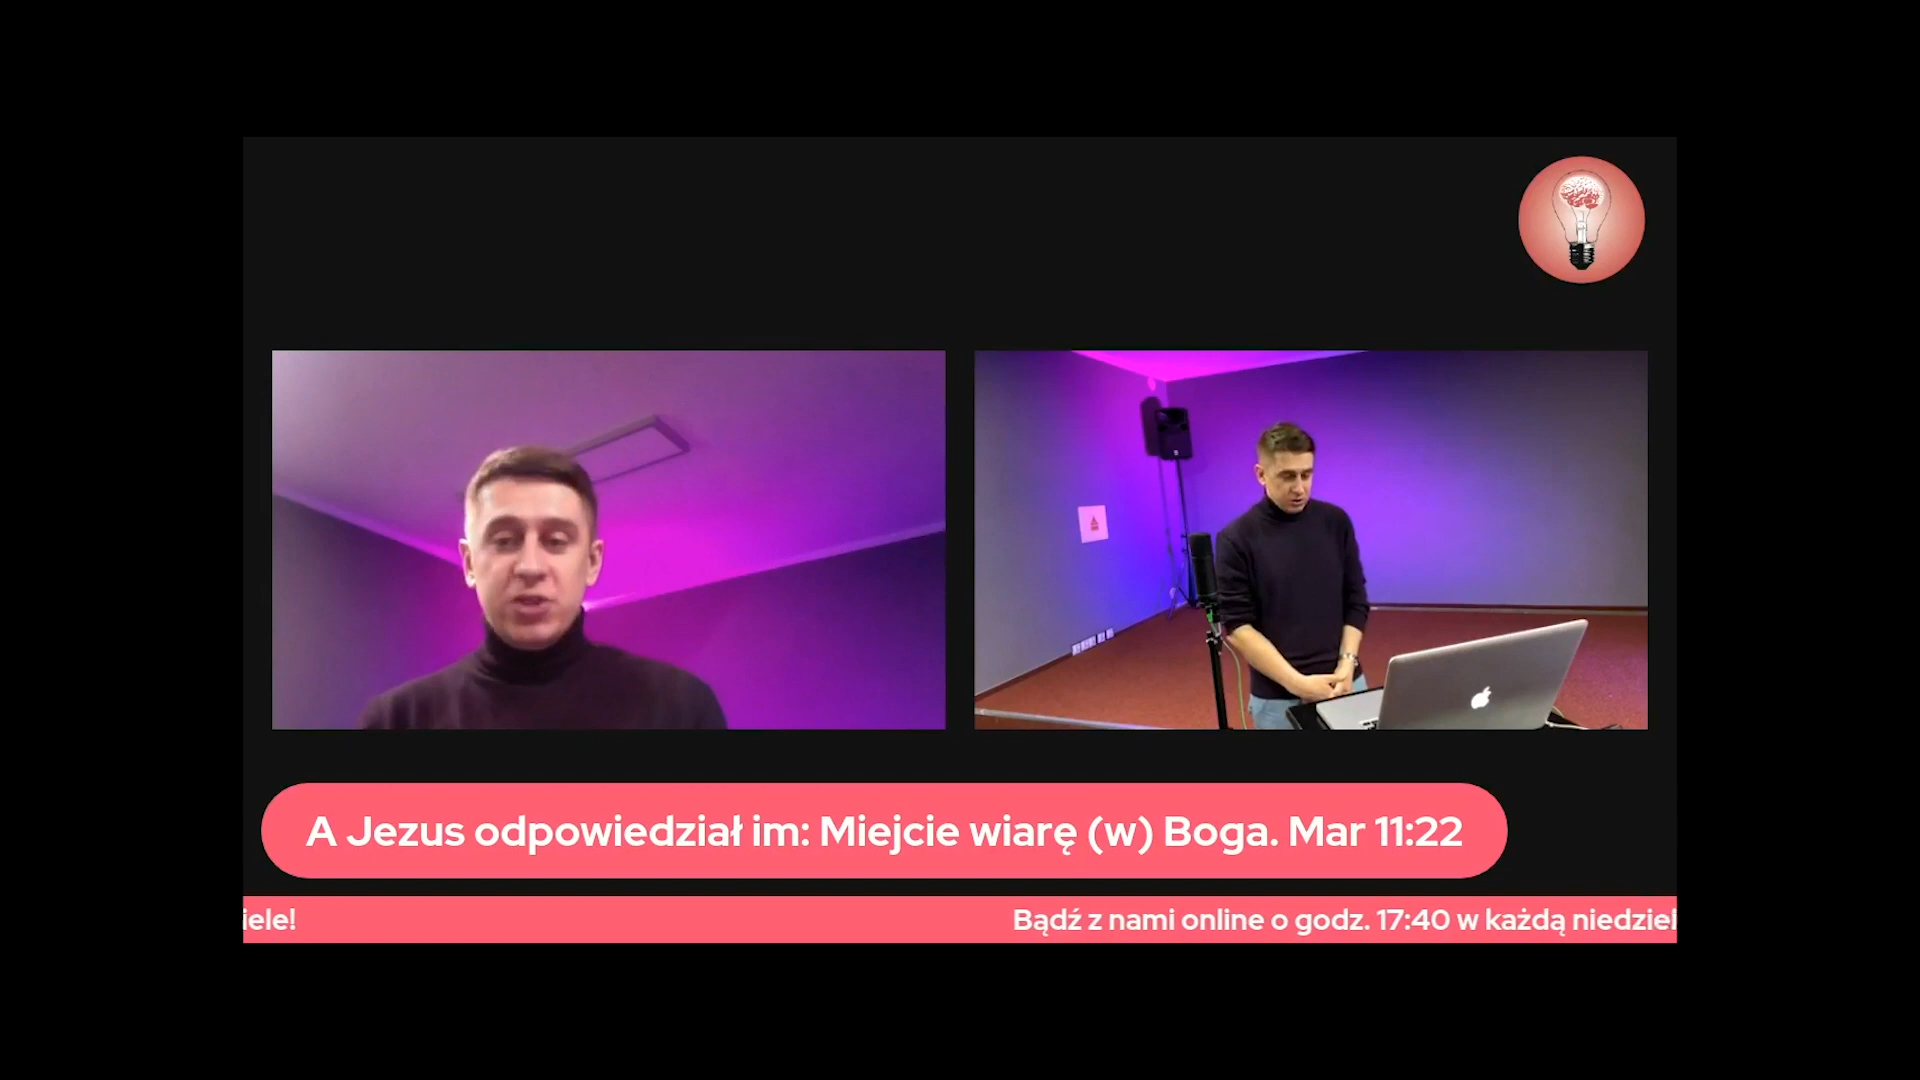 A Jezus odpowiedział im: Miejcie wiarę (w) Boga. Mar 11:22
iele! Bądź z nami online o godz. 17:40 w każdą niedziel